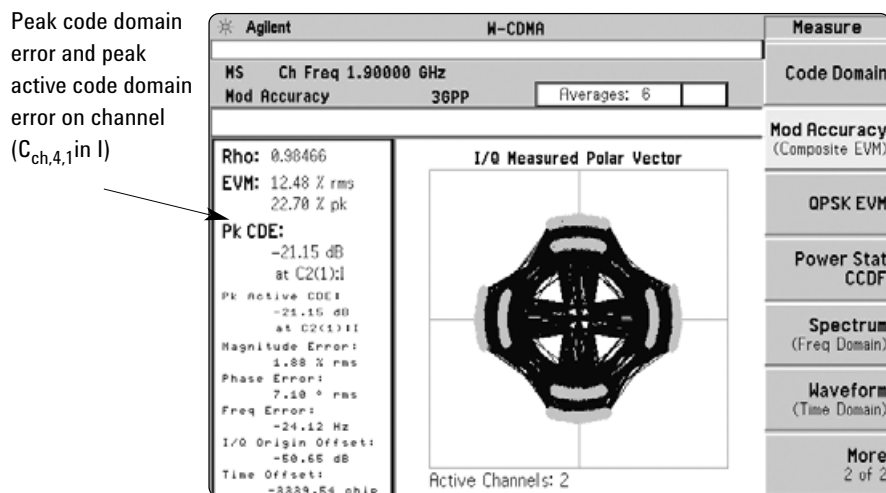 Peak code domain
error and peak
active code domain
error on channel
(Cch,4,1in I)
Agilent
W-CDMA
MS Ch Freq 1.90000 GHz
Mod Accuracy 3GPP Averages: 6
Rho: 0.98466
EVM: 12.48 % rms
22.70 % pk
Pk CDE:
-21.15 dB
at C2(1):I
Pk Active CDE:
-21.15 dB
at C2(1):I
Magnitude Error:
1.88 % rms
Phase Error:
7.10 ° rms
Freq Error:
-24.12 Hz
I/Q Origin Offset:
-50.65 dB
Time Offset:
-3339.54 chip
I/Q Measured Polar Vector
Active Channels: 2
Measure
Code Domain
Mod Accuracy
(Composite EVM)
QPSK EVM
Power Stat
CCDF
Spectrum
(Freq Domain)
Waveform
(Time Domain)
More
2 of 2